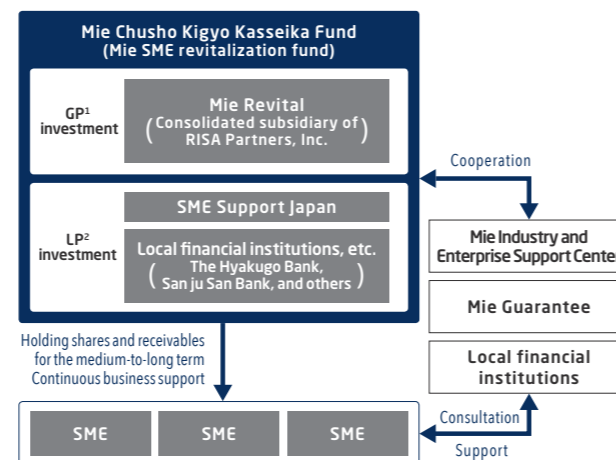 Mie Chusho Kigyo Kasseika Fund
(Mie SME revitalization fund)
GP1
investment
Mie Revital
(Consolidated subsidiary of
RISA Partners, Inc.)
LP2
investment
SME Support Japan
Local financial institutions, etc.
(The Hyakugo Bank,
San ju San Bank, and others)
Cooperation
Mie Industry and
Enterprise Support Center
Mie Guarantee
Local financial
institutions
Holding shares and receivables
for the medium-to-long term
Continuous business support
Consultation
Support
SME
SME
SME